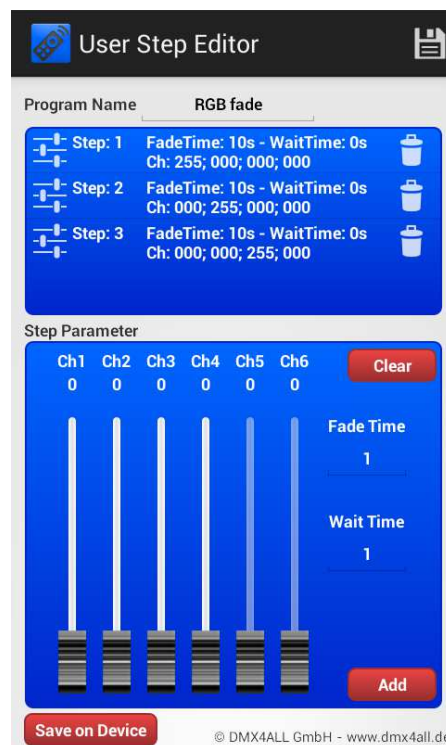 User Step Editor
Program Name RGB fade
Step: 1 FadeTime: 10s - WaitTime: 0s
Ch: 255; 000; 000; 000
Step: 2 FadeTime: 10s - WaitTime: 0s
Ch: 000; 255; 000; 000
Step: 3 FadeTime: 10s - WaitTime: 0s
Ch: 000; 000; 255; 000
Step Parameter
Ch1 Ch2 Ch3 Ch4 Ch5 Ch6
0 0 0 0 0 0
Clear
Fade Time
1
Wait Time
1
Add
Save on Device
© DMX4ALL GmbH - www.dmx4all.de